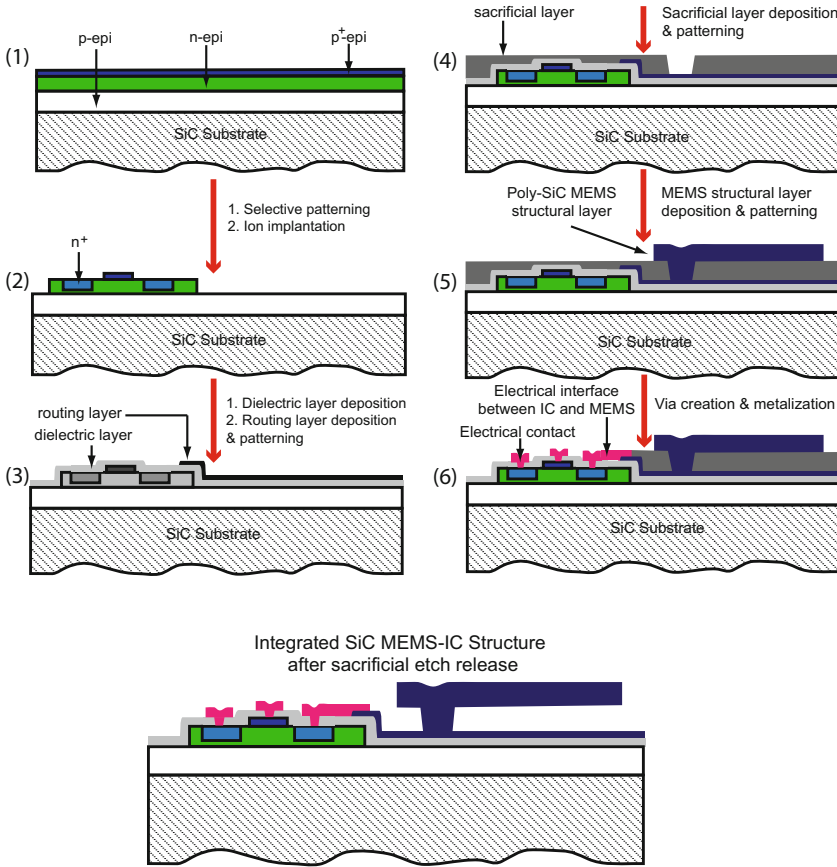 (1)
p-epi
n-epi
p+-epi
SiC Substrate
1. Selective patterning
2. Ion implantation
(2)
n+
SiC Substrate
1. Dielectric layer deposition
2. Routing layer deposition
& patterning
routing layer
dielectric layer
(3)
SiC Substrate
sacrificial layer
Sacrificial layer deposition
& patterning
(4)
SiC Substrate
Poly-SiC MEMS
structural layer
MEMS structural layer
deposition & patterning
(5)
SiC Substrate
Electrical interface
between IC and MEMS
Via creation & metalization
Electrical contact
(6)
SiC Substrate
Integrated SiC MEMS-IC Structure
after sacrificial etch release